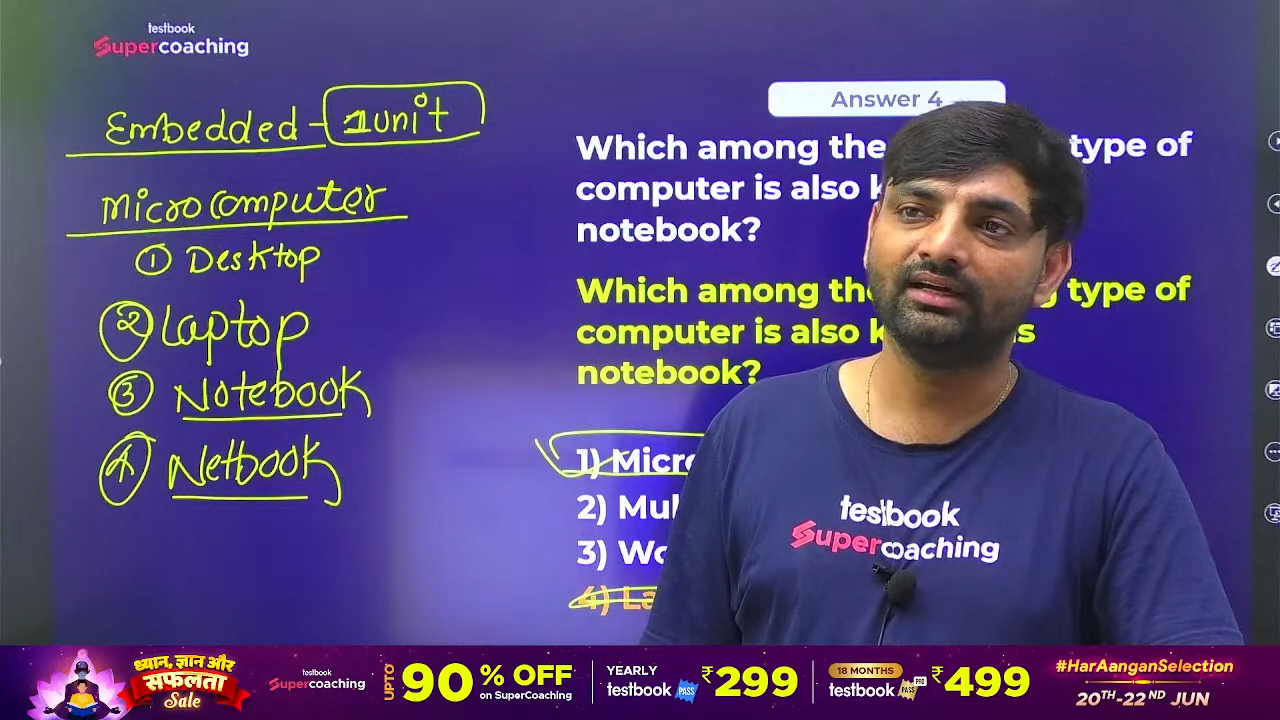 testbook
Supercoaching
Embedded - 1unit
Microcomputer
① Desktop
② Laptop
③ Notebook
④ Netbook
Answer 4
Which among the type of
computer is also k
notebook?
Which among the type of
computer is also k s
notebook?
1) Micro
2) Mul
3) Wo
4) La
testbook
Supercoaching
ध्यान, ज्ञान और
सफलता
Sale
testbook
Supercoaching
UPTO 90% OFF
on SuperCoaching
YEARLY
testbook PASS ₹299
18 MONTHS
testbook PASS PRO ₹499
#HarAanganSelection
20TH-22ND JUN